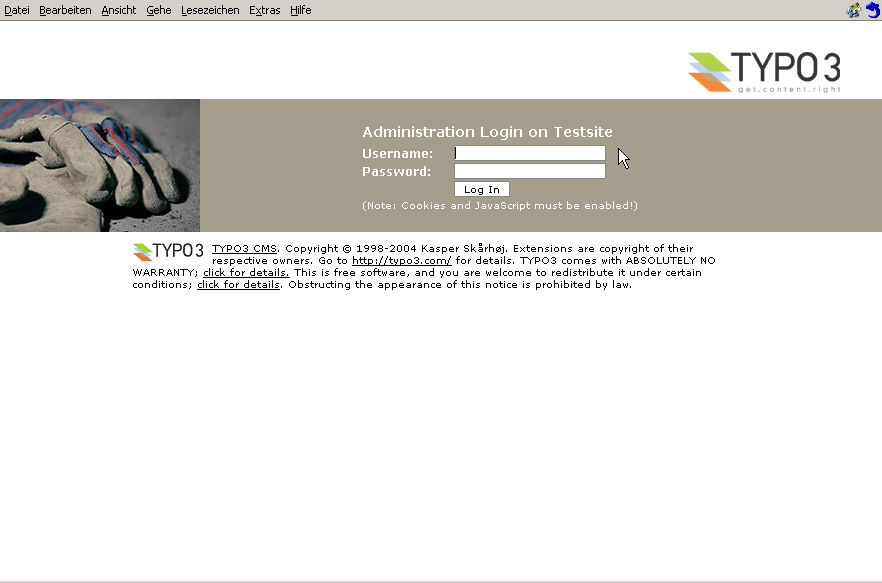 Datei Bearbeiten Ansicht Gehe Lesezeichen Extras Hilfe
TYPO3
get.content.right
Administration Login on Testsite
Username:
Password:
Log In
(Note: Cookies and JavaScript must be enabled!)
TYPO3 TYPO3 CMS. Copyright © 1998-2004 Kasper Skårhøj. Extensions are copyright of their
respective owners. Go to http://typo3.com/ for details. TYPO3 comes with ABSOLUTELY NO
WARRANTY; click for details. This is free software, and you are welcome to redistribute it under certain
conditions; click for details. Obstructing the appearance of this notice is prohibited by law.